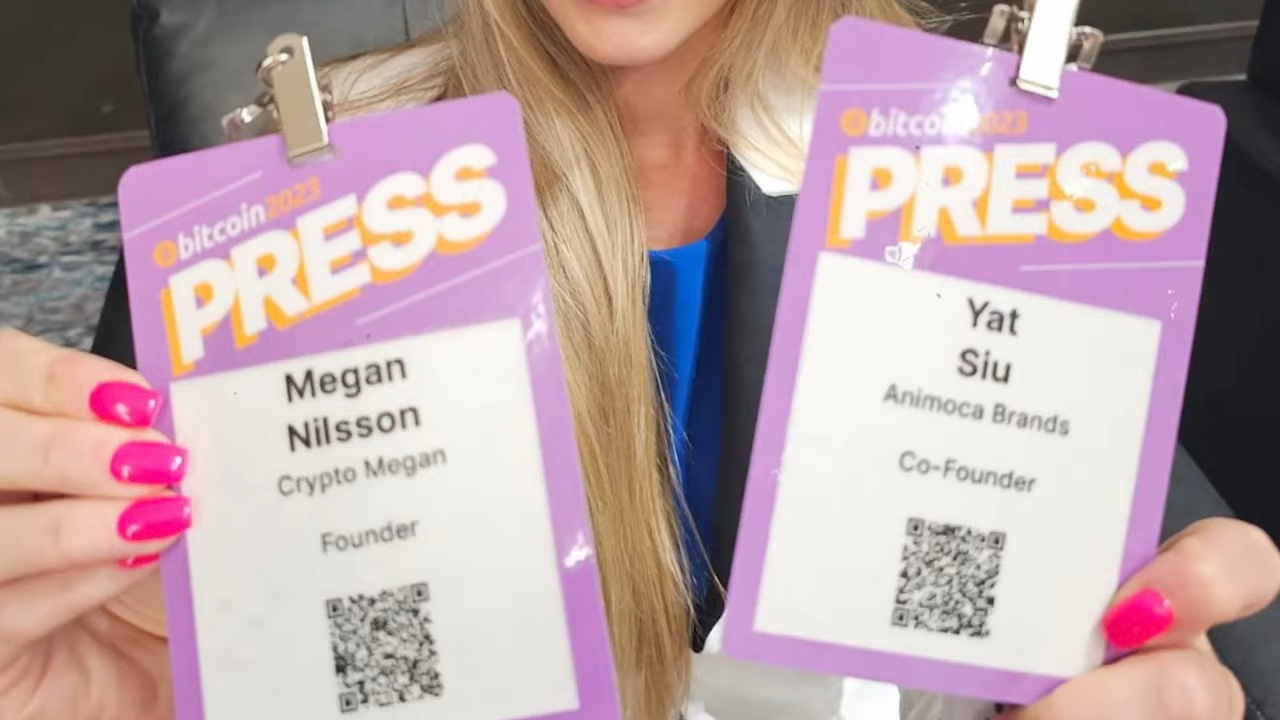 bitcoin2023
PRESS
Megan
Nilsson
Crypto Megan
Founder
bitcoin2023
PRESS
Yat
Siu
Animoca Brands
Co-Founder